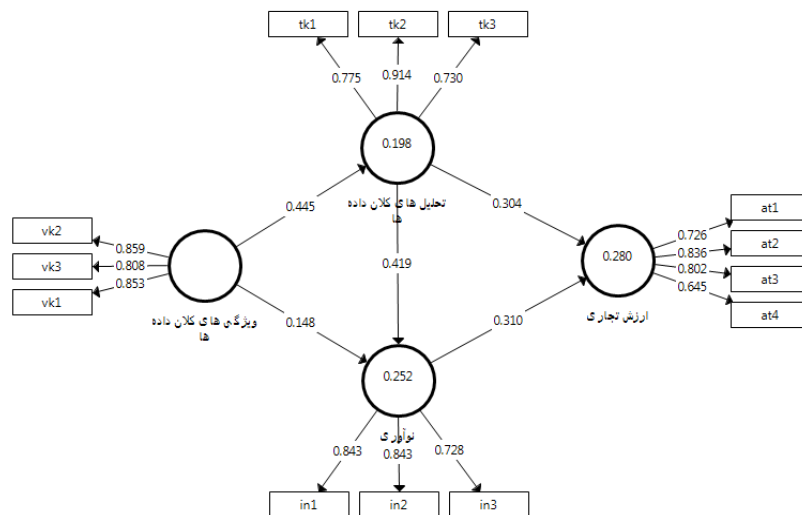 tk1
tk2
tk3
0.775
0.914
0.730
0.198
تحلیل های کلان داده
ها
0.445
0.304
vk2
vk3
vk1
0.859
0.808
0.853
ویژگی های کلان داده
ها
0.419
0.148
0.310
0.280
ارزش تجاری
0.726
0.836
0.802
0.645
at1
at2
at3
at4
0.252
نوآوری
0.843
0.843
0.728
in1
in2
in3